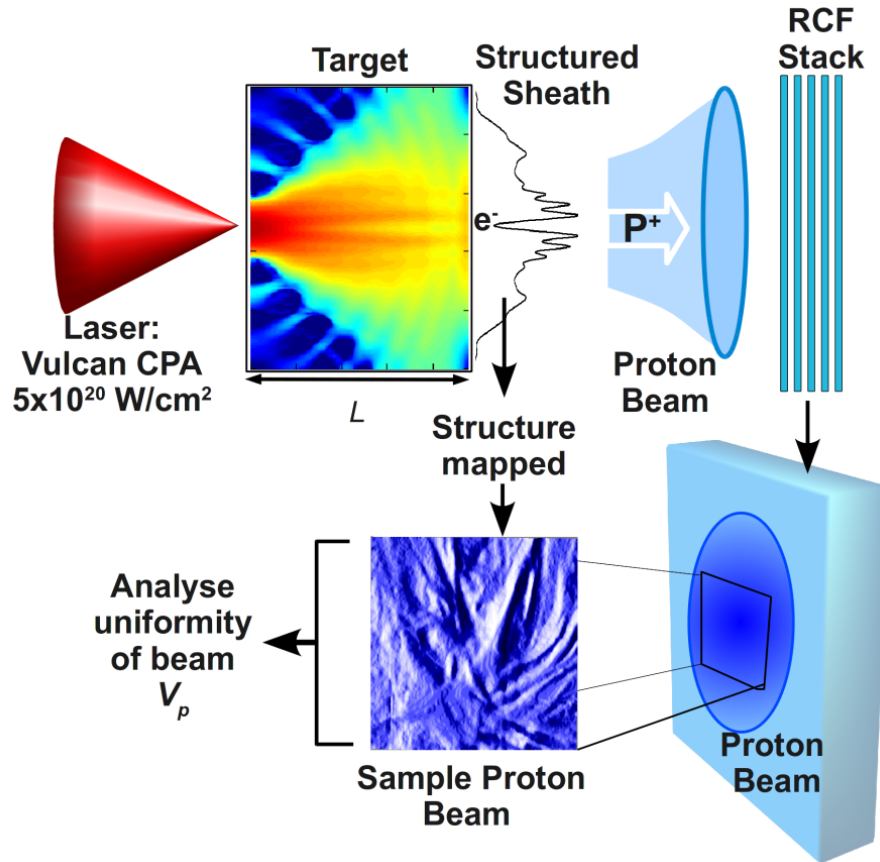 RCF
Stack
Target
Structured
Sheath
e⁻
P⁺
Laser:
Vulcan CPA
5x10²⁰ W/cm²
L
Proton
Beam
Structure
mapped
Analyse
uniformity
of beam
Vₚ
Sample Proton
Beam
Proton
Beam